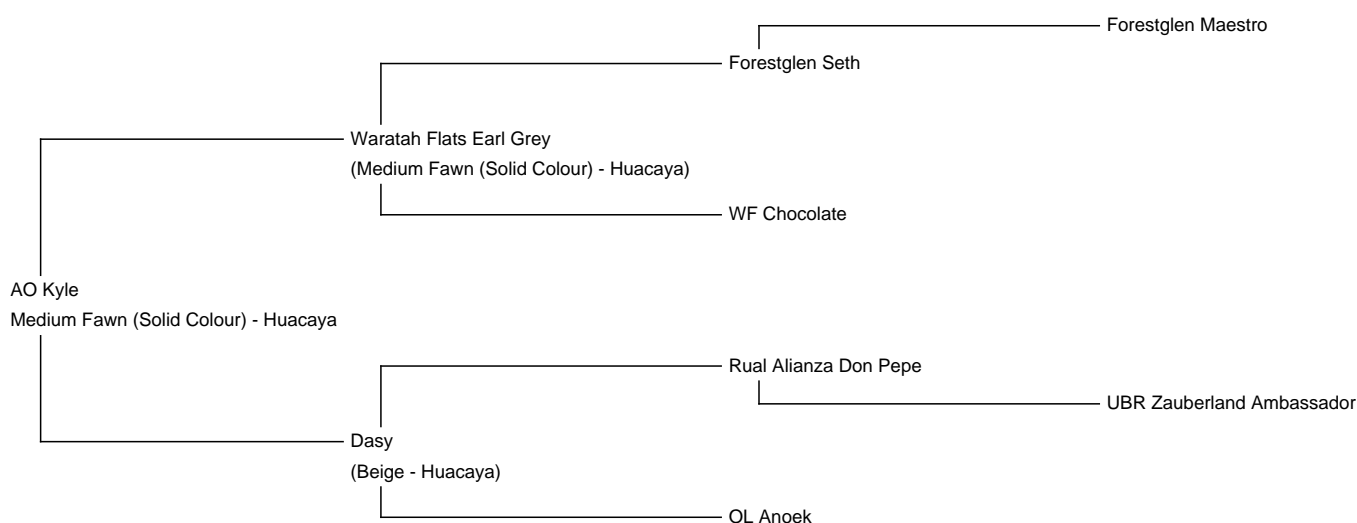 Forestglen Maestro
Forestglen Seth
Waratah Flats Earl Grey
(Medium Fawn (Solid Colour) - Huacaya)
WF Chocolate
AO Kyle
Medium Fawn (Solid Colour) - Huacaya
Rual Alianza Don Pepe
UBR Zauberland Ambassador
Dasy
(Beige - Huacaya)
OL Anoek